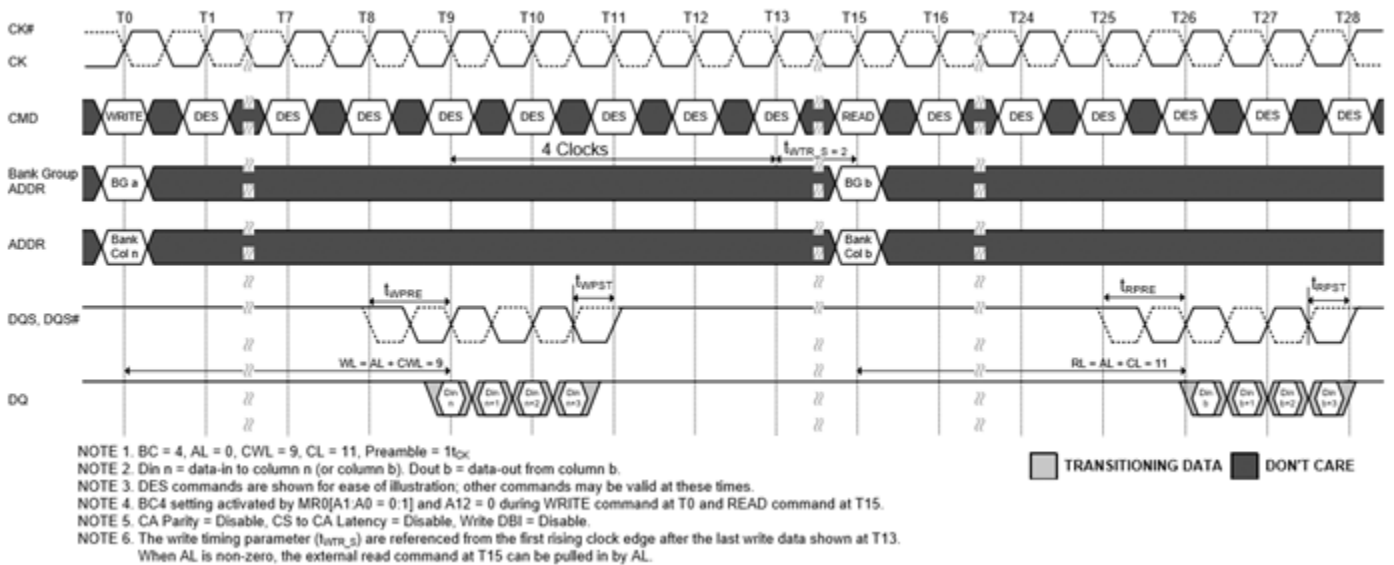 T0 T1 T7 T8 T9 T10 T11 T12 T13 T15 T16 T24 T25 T26 T27 T28
CK#
CK
CMD WRITE DES DES DES DES DES DES DES DES READ DES DES DES DES DES DES
4 Clocks tWTR_S = 2
Bank Group
ADDR
BG a BG b
ADDR
Bank
Col n
Bank
Col b
tWPRE tWPST tRPRE tRPST
DQS, DQS#
WL = AL + CWL = 9 RL = AL + CL = 11
DQ
Din
n
Din
n+1
Din
n+2
Din
n+3
Din
b
Din
b+1
Din
b+2
Din
b+3
NOTE 1. BC = 4, AL = 0, CWL = 9, CL = 11, Preamble = 1tCK
NOTE 2. Din n = data-in to column n (or column b). Dout b = data-out from column b.
NOTE 3. DES commands are shown for ease of illustration; other commands may be valid at these times.
NOTE 4. BC4 setting activated by MR0[A1:A0 = 0:1] and A12 = 0 during WRITE command at T0 and READ command at T15.
NOTE 5. CA Parity = Disable, CS to CA Latency = Disable, Write DBI = Disable.
NOTE 6. The write timing parameter (tWTR_S) are referenced from the first rising clock edge after the last write data shown at T13.
When AL is non-zero, the external read command at T15 can be pulled in by AL.
TRANSITIONING DATA DON'T CARE